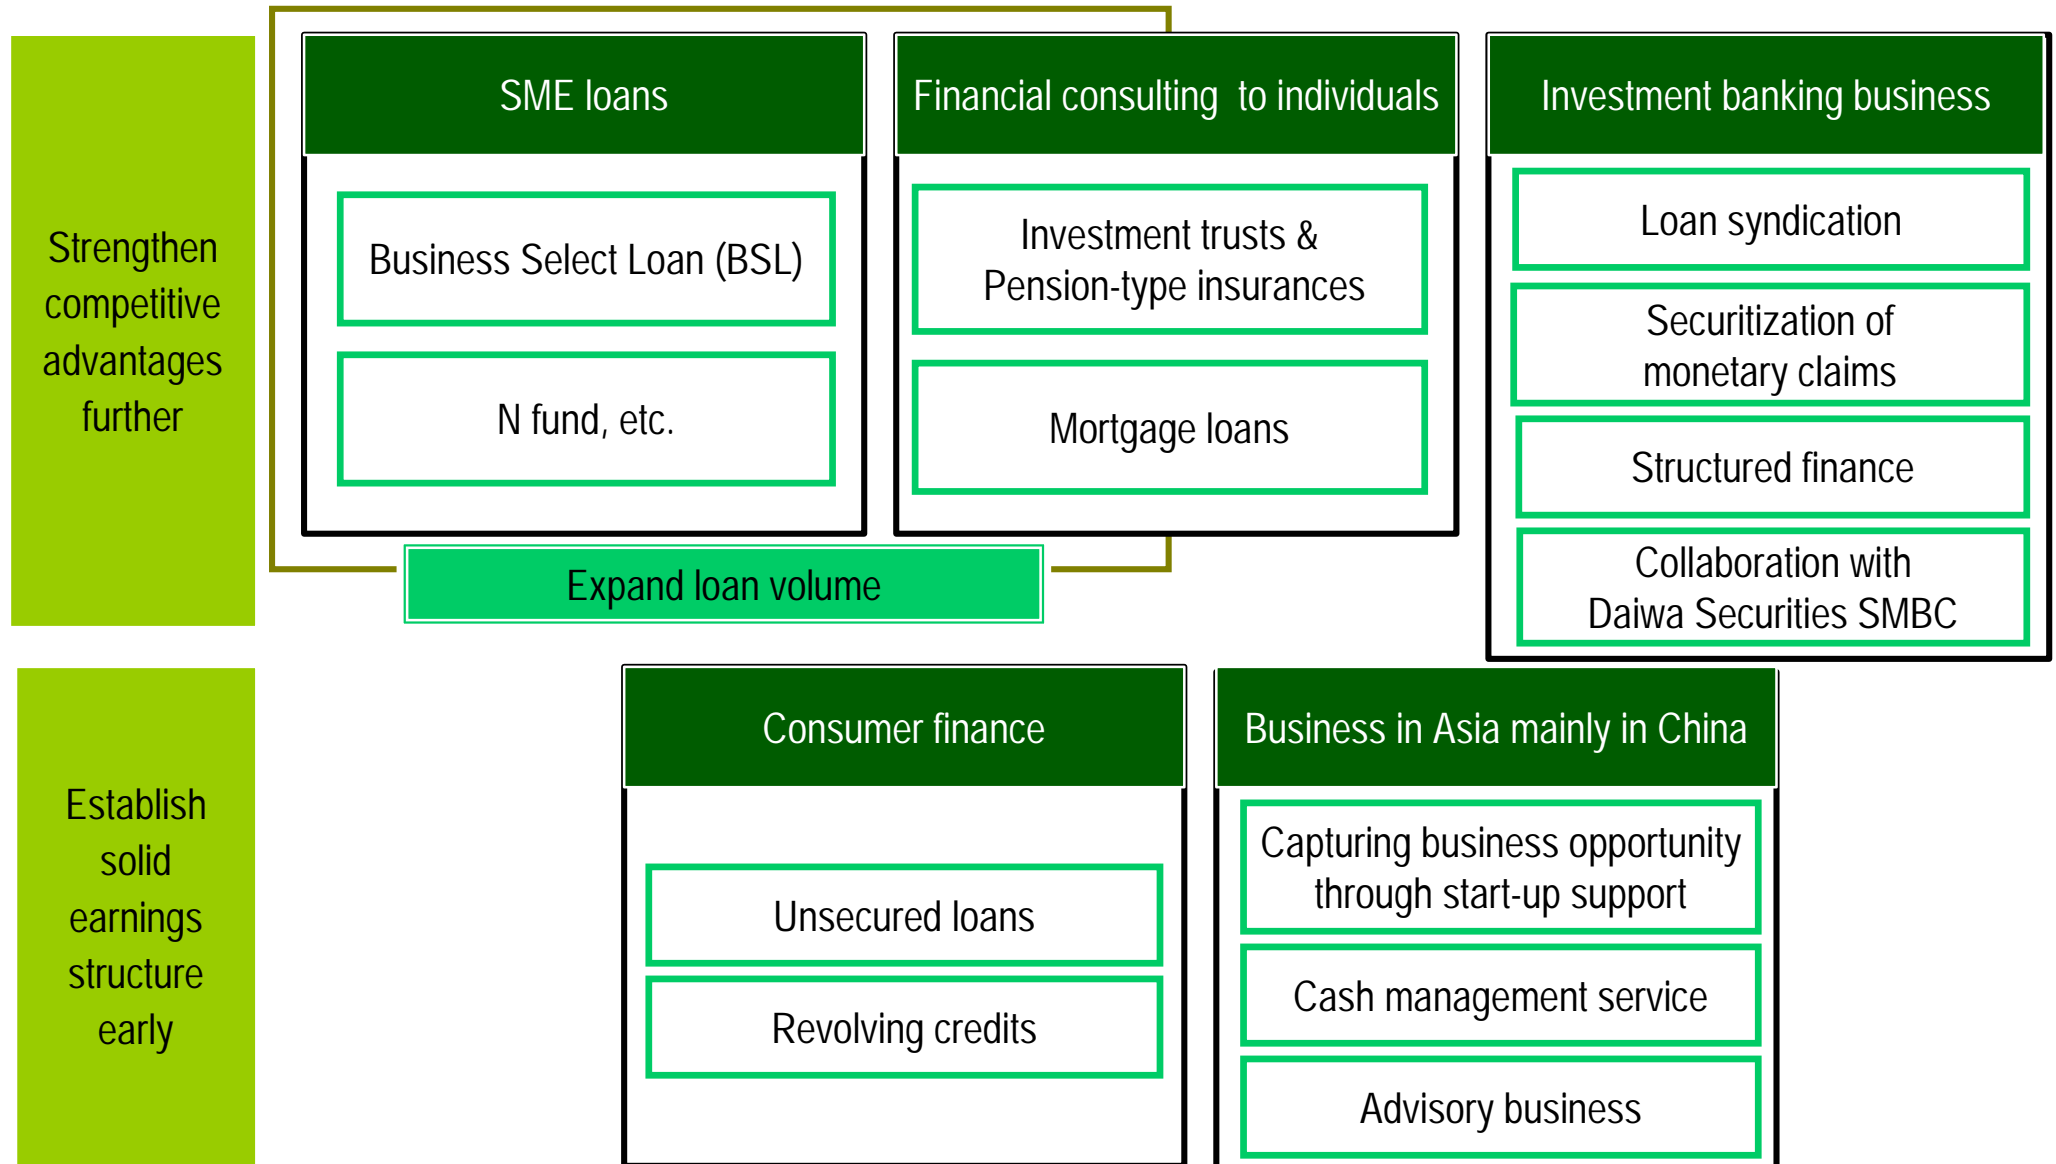 Strengthen
competitive
advantages
further
SME loans
Business Select Loan (BSL)
N fund, etc.
Financial consulting to individuals
Investment trusts &
Pension-type insurances
Mortgage loans
Expand loan volume
Investment banking business
Loan syndication
Securitization of
monetary claims
Structured finance
Collaboration with
Daiwa Securities SMBC
Establish
solid
earnings
structure
early
Consumer finance
Unsecured loans
Revolving credits
Business in Asia mainly in China
Capturing business opportunity
through start-up support
Cash management service
Advisory business